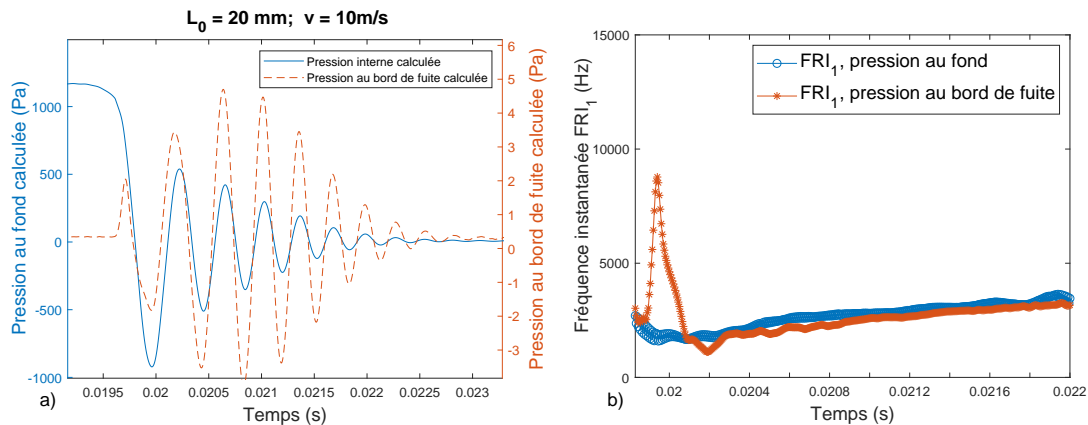 L_0 = 20 mm; v = 10m/s
Pression interne calculée
Pression au bord de fuite calculée
Pression au fond calculée (Pa)
1000
500
0
-500
-1000
6
5
4
3
2
1
0
-1
-2
-3
Pression au bord de fuite calculée (Pa)
0.0195
0.02
0.0205
0.021
0.0215
0.022
0.0225
0.023
Temps (s)
a)
FRI_1, pression au fond
FRI_1, pression au bord de fuite
Fréquence instantanée FRI_1 (Hz)
15000
10000
5000
0
0.02
0.0204
0.0208
0.0212
0.0216
0.022
Temps (s)
b)